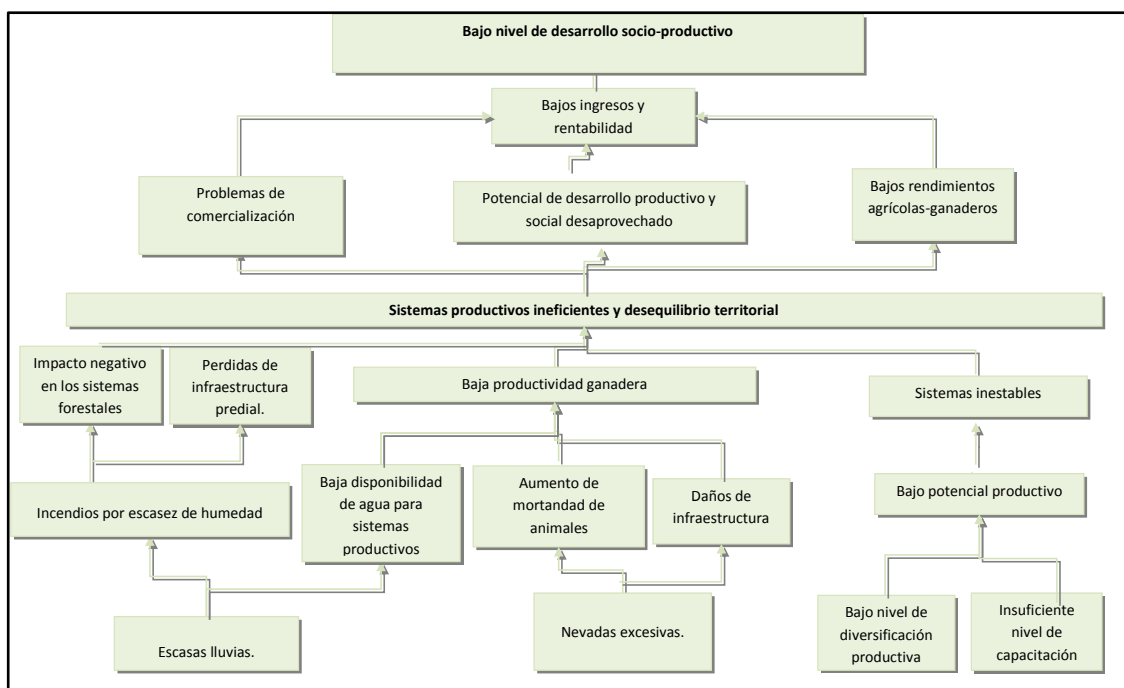 Bajo nivel de desarrollo socio-productivo
Bajos ingresos y
rentabilidad
Problemas de
comercialización
Potencial de desarrollo productivo y
social desaprovechado
Bajos rendimientos
agrícolas-ganaderos
Sistemas productivos ineficientes y desequilibrio territorial
Impacto negativo
en los sistemas
forestales
Perdidas de
infraestructura
predial.
Baja productividad ganadera
Sistemas inestables
Incendios por escasez de humedad
Baja disponibilidad
de agua para
sistemas
productivos
Aumento de
mortandad de
animales
Daños de
infraestructura
Bajo potencial productivo
Escasas lluvias.
Nevadas excesivas.
Bajo nivel de
diversificación
productiva
Insuficiente
nivel de
capacitación